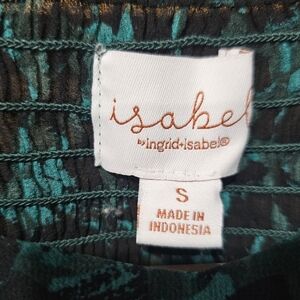 isabel
by ingrid+isabel®
S
MADE IN
INDONESIA